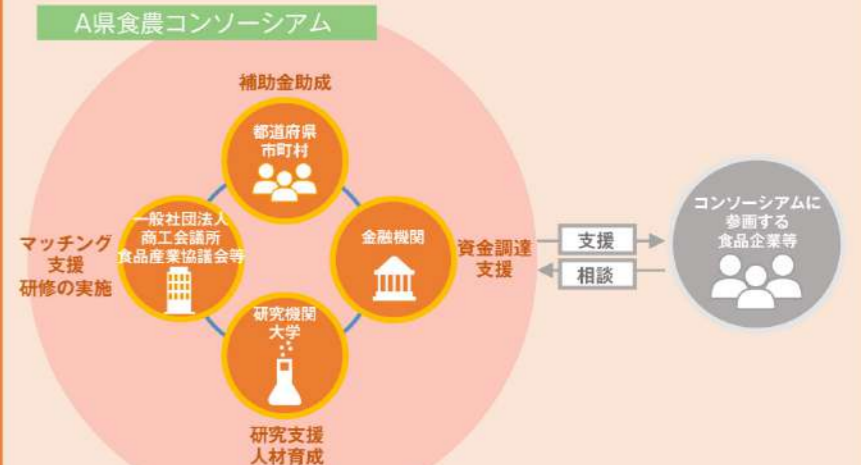 A県食農コンソーシアム
補助金助成
都道府県
市町村
一般社団法人
商工会議所
食品産業協議会等
マッチング
支援
研修の実施
金融機関
資金調達
支援
研究機関
大学
研究支援
人材育成
支援
相談
コンソーシアムに
参画する
食品企業等